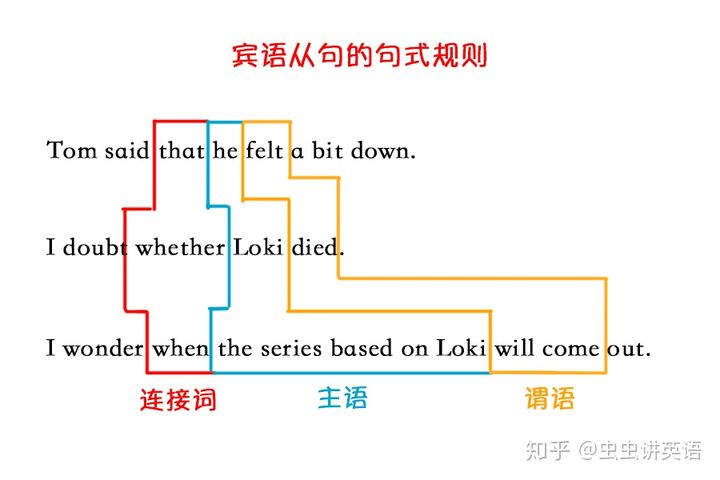 宾语从句的句式规则
Tom said that he felt a bit down.
I doubt whether Loki died.
I wonder when the series based on Loki will come out.
连接词 主语 谓语
知乎 @虫虫讲英语